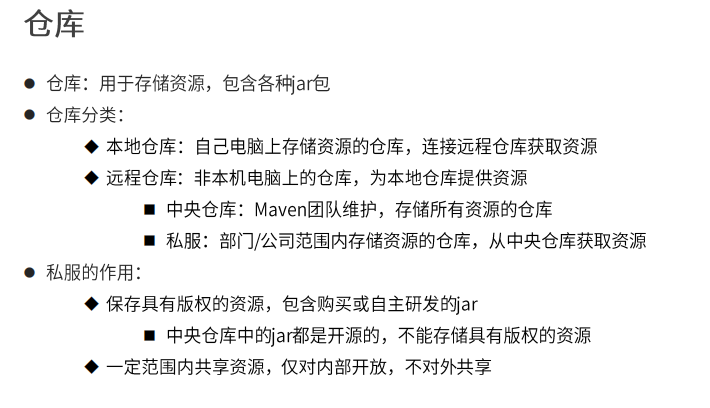 仓库
● 仓库：用于存储资源，包含各种jar包
● 仓库分类：
◆ 本地仓库：自己电脑上存储资源的仓库，连接远程仓库获取资源
◆ 远程仓库：非本机电脑上的仓库，为本地仓库提供资源
■ 中央仓库：Maven团队维护，存储所有资源的仓库
■ 私服：部门/公司范围内存储资源的仓库，从中央仓库获取资源
● 私服的作用：
◆ 保存具有版权的资源，包含购买或自主研发的jar
■ 中央仓库中的jar都是开源的，不能存储具有版权的资源
◆ 一定范围内共享资源，仅对内部开放，不对外共享